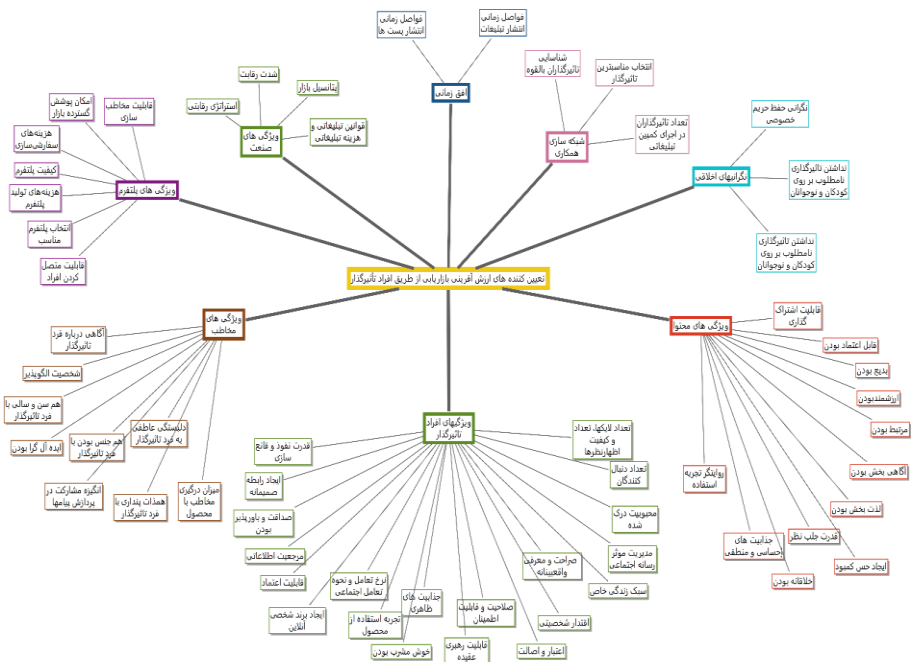 فواصل زمانی
انتشار پست ها
فواصل زمانی
انتشار تبلیغات
افق زمانی
شدت رقابت
پتانسیل بازار
استراتژی رقابتی
قوانین تبلیغاتی و
هزینه تبلیغاتی
ویژگی های
صنعت
شناسایی
تاثیرگذاران بالقوه
انتخاب مناسبترین
تاثیرگذار
تعداد تاثیرگذاران
در اجرای کمپین
تبلیغاتی
شبکه سازی
همکاری
نگرانی حفظ حریم
خصوصی
نداشتن تاثیرگذاری
نامطلوب بر روی
کودکان و نوجوانان
نداشتن تاثیرگذاری
نامطلوب بر روی
کودکان و نوجوانان
نگرانیهای اخلاقی
قابلیت مخاطب
سازی
امکان پوشش
گسترده بازار
هزینه‌های
سفارشی‌سازی
کیفیت پلتفرم
هزینه‌های تولید
پلتفرم
انتخاب پلتفرم
مناسب
قابلیت متصل
کردن افراد
ویژگی های پلتفرم
تعیین کننده های ارزش آفرینی بازاریابی از طریق افراد تأثیرگذار
ویژگی های
مخاطب
آگاهی درباره فرد
تاثیرگذار
شخصیت الگوپذیر
هم سن و سالی با
فرد تاثیرگذار
ایده آل گرا بودن
انگیزه مشارکت در
پردازش پیامها
هم جنس بودن با
فرد تاثیرگذار
همذات پنداری با
فرد تاثیرگذار
دلبستگی عاطفی
به فرد تاثیرگذار
میزان درگیری
مخاطب با
محصول
ویژگیهای افراد
تاثیرگذار
قدرت نفوذ و قانع
سازی
ایجاد رابطه
صمیمانه
صداقت و باورپذیر
بودن
مرجعیت اطلاعاتی
قابلیت اعتماد
ایجاد برند شخصی
آنلاین
نرخ تعامل و نحوه
تعامل اجتماعی
تجربه استفاده از
محصول
خوش مشرب بودن
جذابیت های
ظاهری
قابلیت رهبری
عقیده
صلاحیت و قابلیت
اطمینان
اعتبار و اصالت
اقتدار شخصیتی
صراحت و معرفی
واقعبینانه
سبک زندگی خاص
مدیریت موثر
رسانه اجتماعی
محبوبیت درک
شده
تعداد دنبال
کنندگان
تعداد لایکها، تعداد
و کیفیت
اظهارنظرها
ویژگی های محتوا
قابلیت اشتراک
گذاری
قابل اعتماد بودن
بدیع بودن
ارزشمندبودن
مرتبط بودن
آگاهی بخش بودن
لذت بخش بودن
ایجاد حس کمبود
قدرت جلب نظر
خلاقانه بودن
جذابیت های
احساسی و منطقی
روایتگر تجربه
استفاده